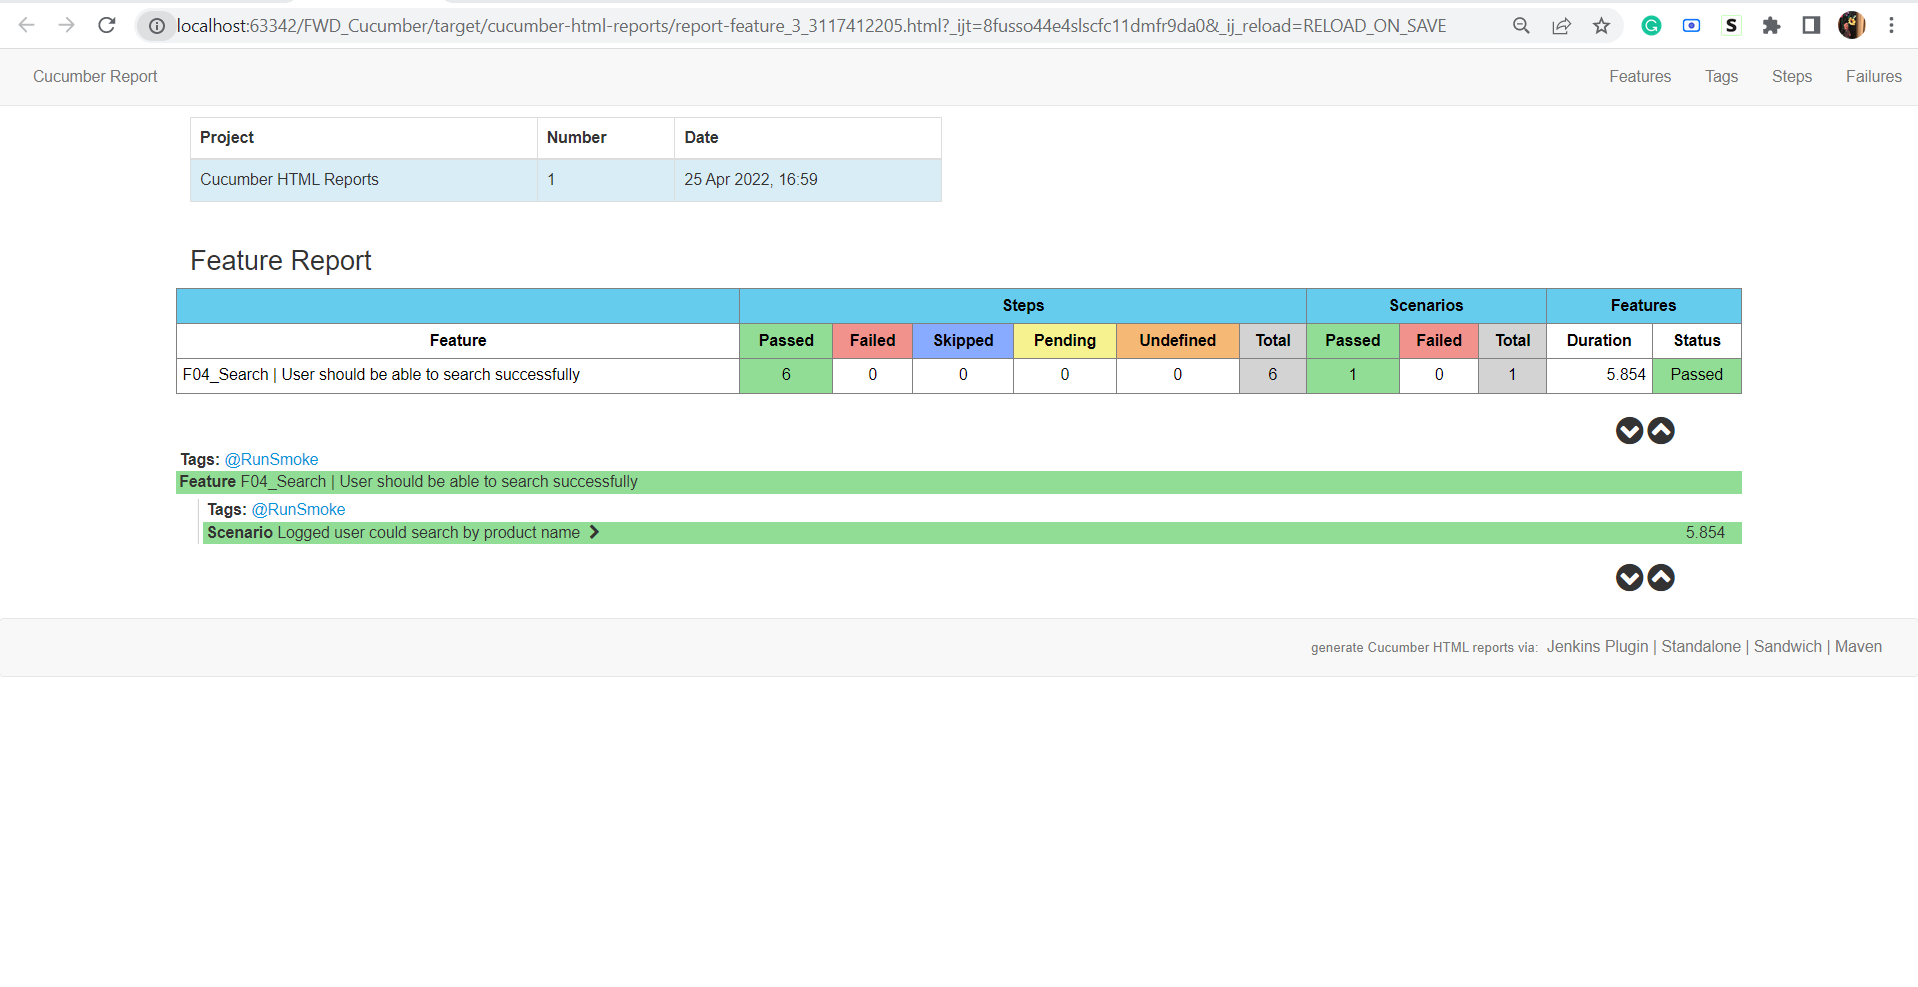 localhost:63342/FWD_Cucumber/target/cucumber-html-reports/report-feature_3_3117412205.html?_ijt=8fusso44e4slscfc11dmfr9da0&_ij_reload=RELOAD_ON_SAVE
S
Cucumber Report Features Tags Steps Failures
Project Number Date
Cucumber HTML Reports 1 25 Apr 2022, 16:59
Feature Report
Steps Scenarios Features
Feature Passed Failed Skipped Pending Undefined Total Passed Failed Total Duration Status
F04_Search | User should be able to search successfully 6 0 0 0 0 6 1 0 1 5.854 Passed
Tags: @RunSmoke
Feature F04_Search | User should be able to search successfully
Tags: @RunSmoke
Scenario Logged user could search by product name 5.854
generate Cucumber HTML reports via: Jenkins Plugin | Standalone | Sandwich | Maven